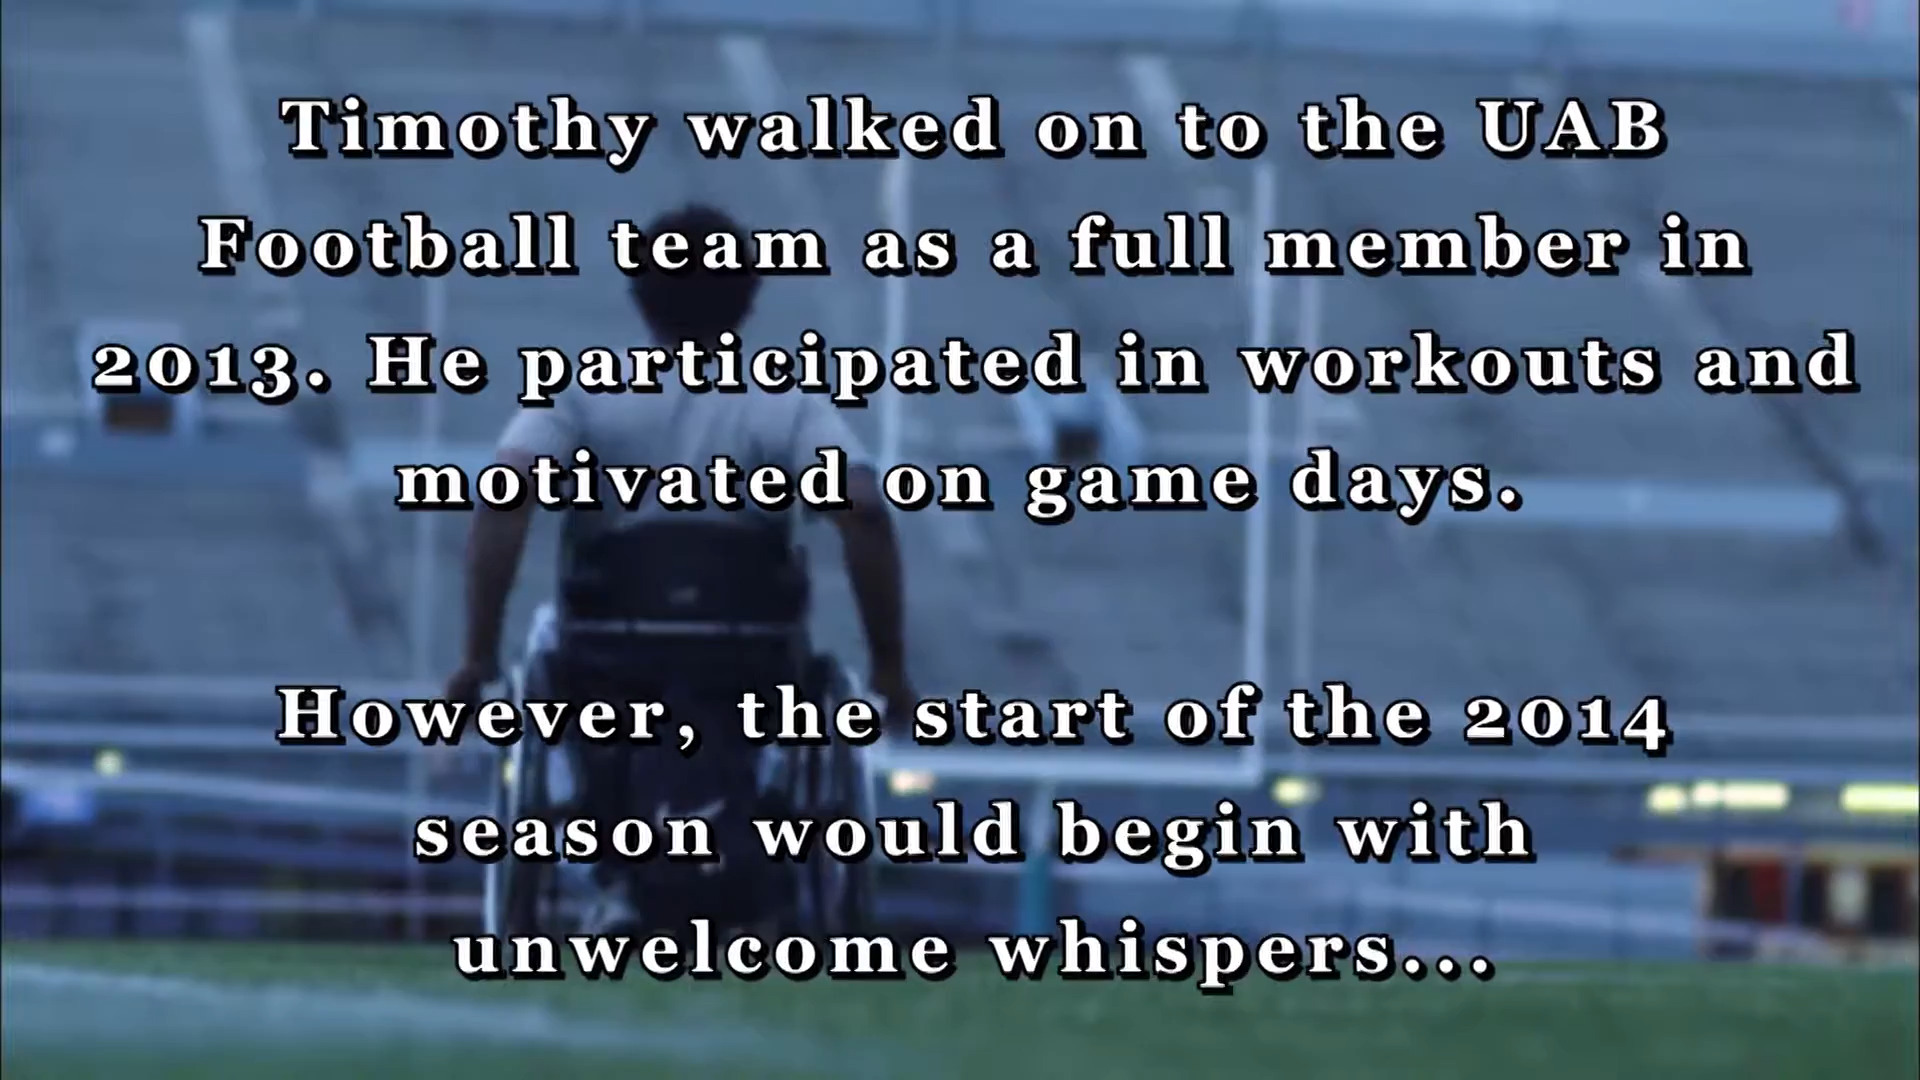 Timothy walked on to the UAB
Football team as a full member in
2013. He participated in workouts and
motivated on game days.
However, the start of the 2014
season would begin with
unwelcome whispers...